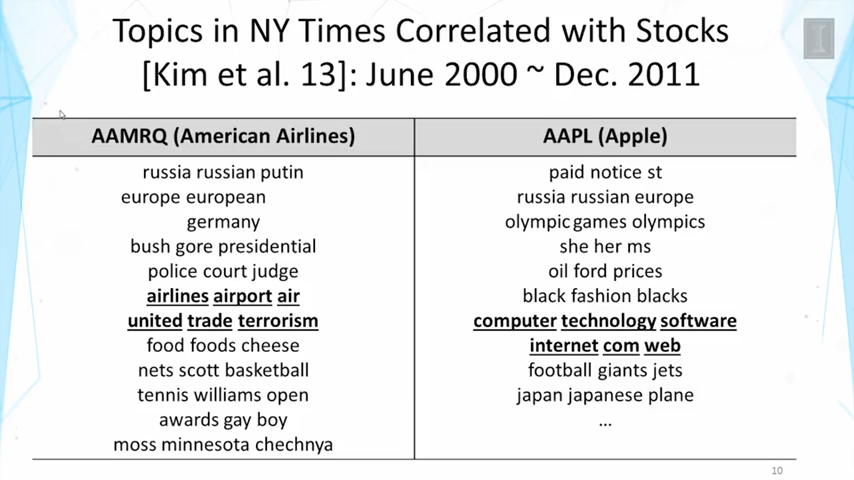 Topics in NY Times Correlated with Stocks
[Kim et al. 13]: June 2000 ~ Dec. 2011
AAMRQ (American Airlines)
russia russian putin
europe european
germany
bush gore presidential
police court judge
airlines airport air
united trade terrorism
food foods cheese
nets scott basketball
tennis williams open
awards gay boy
moss minnesota chechnya
AAPL (Apple)
paid notice st
russia russian europe
olympic games olympics
she her ms
oil ford prices
black fashion blacks
computer technology software
internet com web
football giants jets
japan japanese plane
...
10